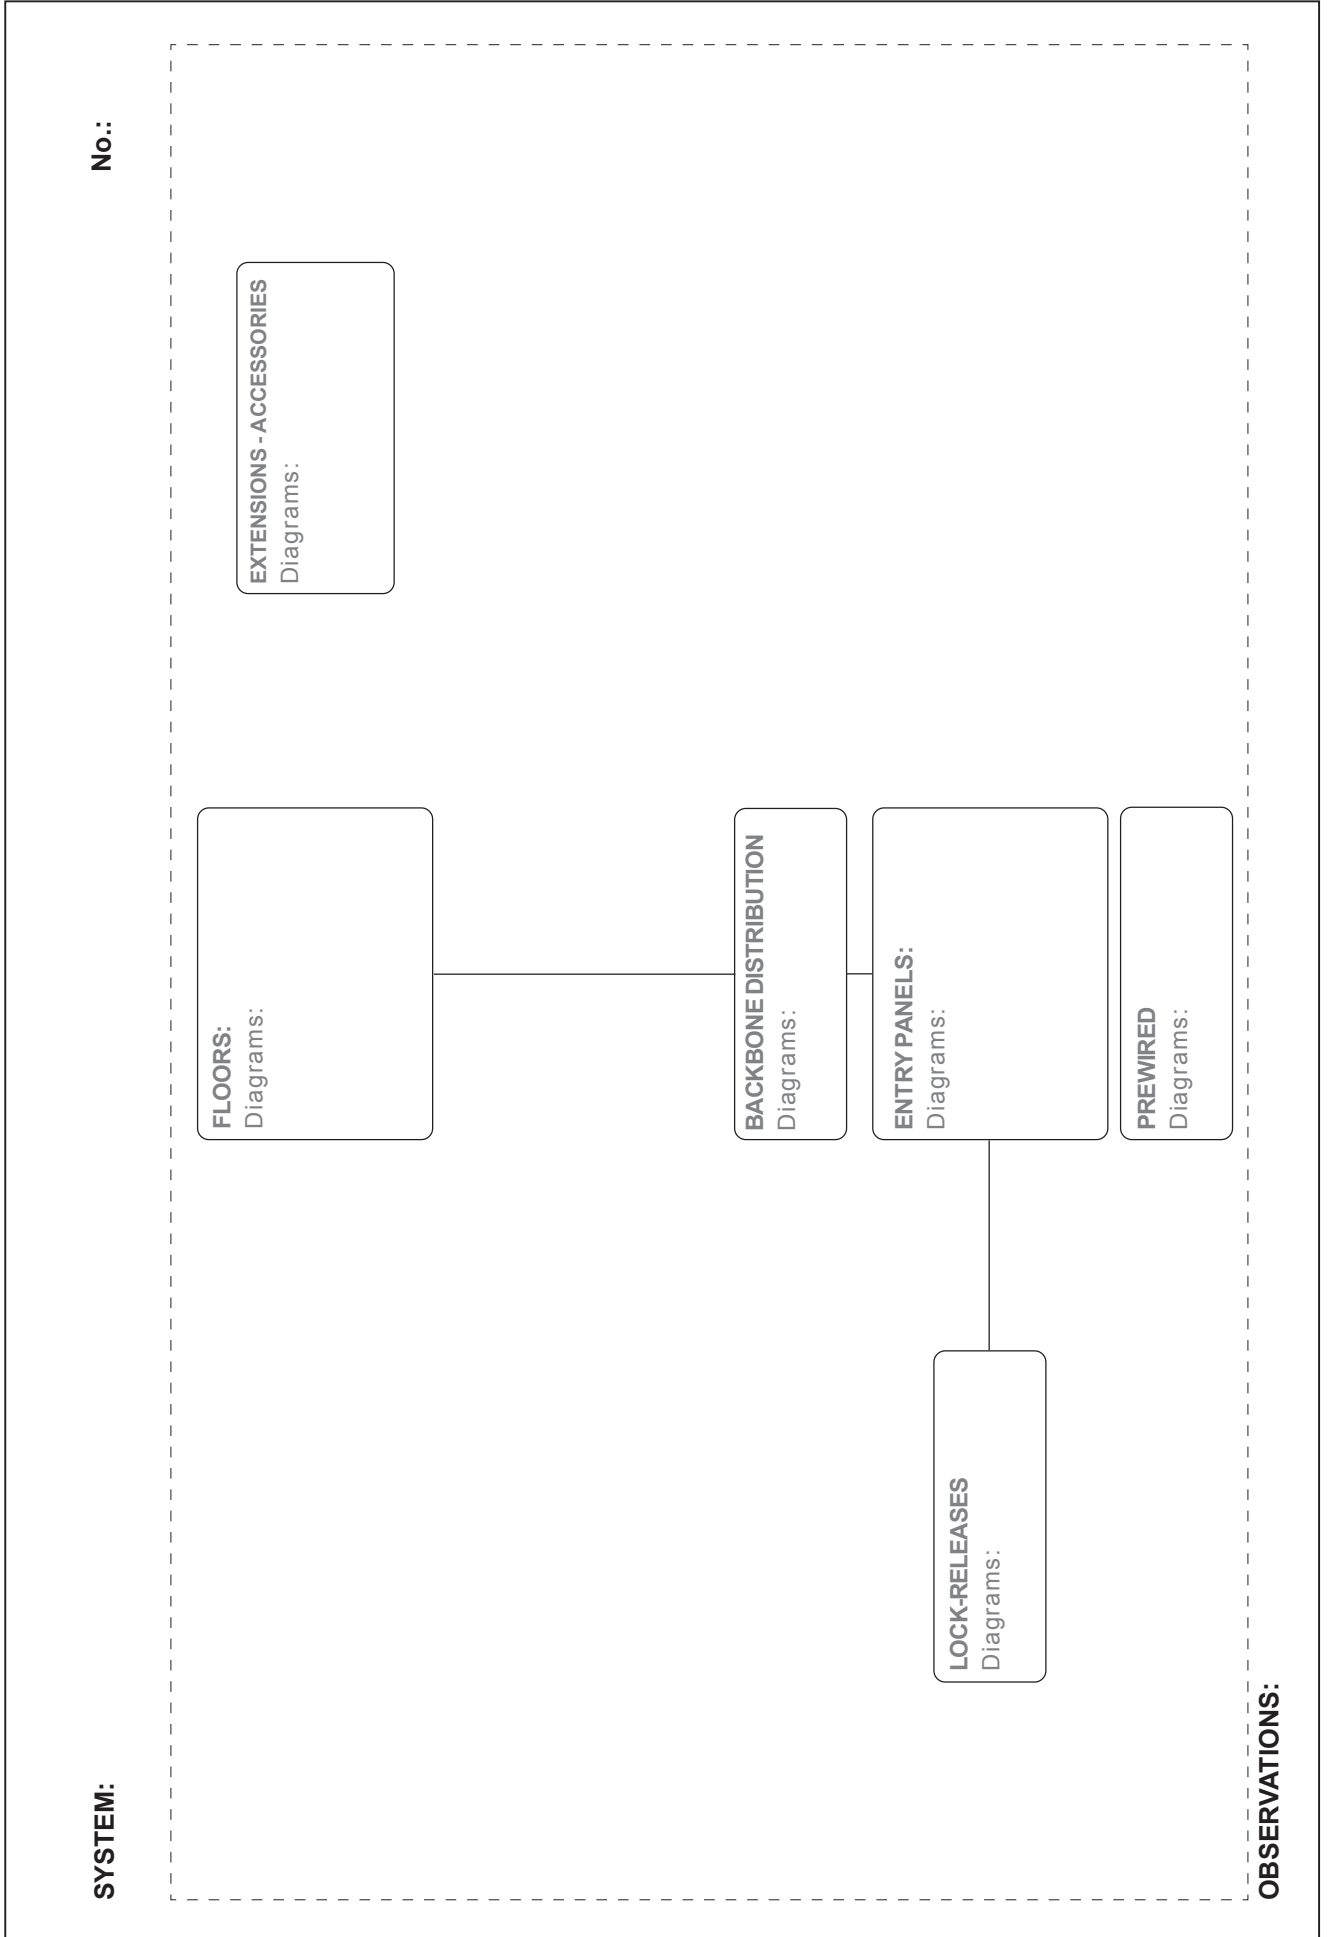 SYSTEM:
No.:
FLOORS:
Diagrams:
EXTENSIONS - ACCESSORIES
Diagrams:
BACKBONE DISTRIBUTION
Diagrams:
ENTRY PANELS:
Diagrams:
LOCK-RELEASES
Diagrams:
PREWIRED
Diagrams:
OBSERVATIONS: